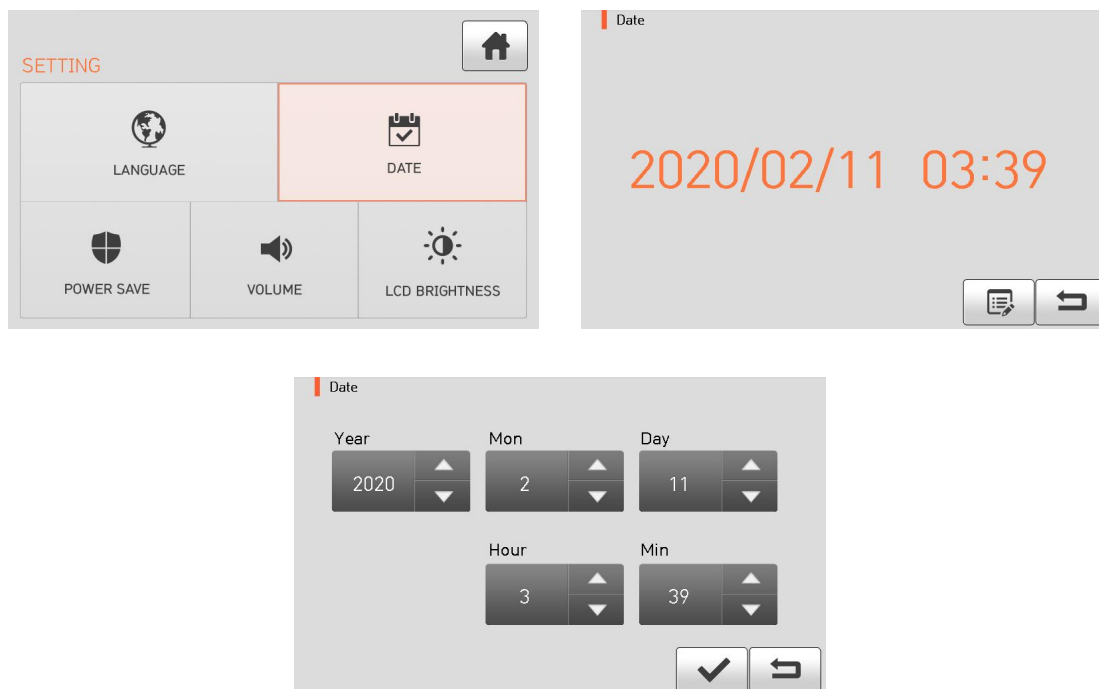 SETTING
LANGUAGE
DATE
POWER SAVE
VOLUME
LCD BRIGHTNESS
Date
2020/02/11 03:39
Date
Year Mon Day
2020 2 11
Hour Min
3 39